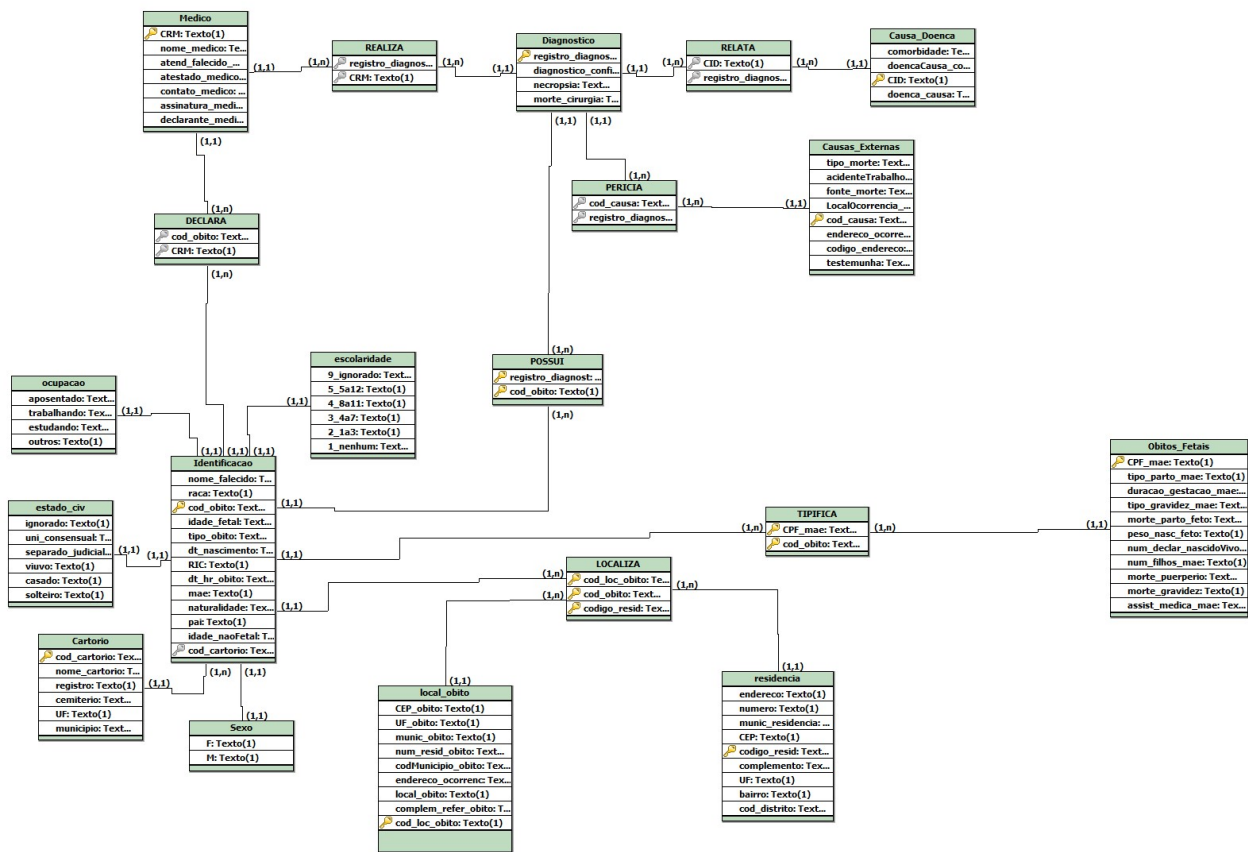 Medico
CRM: Texto(1)
nome_medico: Te...
atend_falecido_...
atestado_medico...
contato_medico: ...
assinatura_medi...
declarante_medi...
(1,1)
(1,1)
REALIZA
registro_diagnos...
CRM: Texto(1)
(1,n)
(1,n)
Diagnostico
registro_diagnos...
diagnostico_confi...
necropsia: Text...
morte_cirurgia: T...
(1,1)
(1,1)
(1,1)
(1,1)
RELATA
CID: Texto(1)
registro_diagnos...
(1,n)
(1,n)
Causa_Doenca
comorbidade: Te...
doencaCausa_co...
CID: Texto(1)
doenca_causa: T...
(1,1)
Causas_Externas
tipo_morte: Text...
acidenteTrabalho...
fonte_morte: Tex...
LocalOcorrencia_...
cod_causa: Text...
endereco_ocorre...
codigo_endereco:...
testemunha: Tex...
(1,1)
PERICIA
cod_causa: Text...
registro_diagnos...
(1,n)
(1,n)
DECLARA
cod_obito: Text...
CRM: Texto(1)
(1,n)
(1,n)
POSSUI
registro_diagnost: ...
cod_obito: Texto(1)
(1,n)
(1,n)
escolaridade
9_ignorado: Text...
5_5a12: Texto(1)
4_8a11: Texto(1)
3_4a7: Texto(1)
2_1a3: Texto(1)
1_nenhum: Text...
(1,1)
ocupacao
aposentado: Text...
trabalhando: Tex...
estudando: Text...
outros: Texto(1)
(1,1)
(1,1)
(1,1)
(1,1)
Identificacao
nome_falecido: T...
raca: Texto(1)
cod_obito: Text...
idade_fetal: Text...
tipo_obito: Text...
dt_nascimento: T...
RIC: Texto(1)
dt_hr_obito: Text...
mae: Texto(1)
naturalidade: Tex...
pai: Texto(1)
idade_naoFetal: T...
cod_cartorio: Tex...
(1,1)
(1,1)
(1,1)
(1,1)
(1,n)
(1,1)
estado_civ
ignorado: Texto(1)
uni_consensual: T...
separado_judicial...
viuvo: Texto(1)
casado: Texto(1)
solteiro: Texto(1)
(1,1)
Cartorio
cod_cartorio: Tex...
nome_cartorio: T...
registro: Texto(1)
cemiterio: Text...
UF: Texto(1)
municipio: Text...
(1,1)
Sexo
F: Texto(1)
M: Texto(1)
(1,1)
TIPIFICA
CPF_mae: Text...
cod_obito: Text...
(1,n)
(1,n)
Obitos_Fetais
CPF_mae: Texto(1)
tipo_parto_mae: Text...
duracao_gestacao_mae:...
tipo_gravidez_mae: Text...
morte_parto_feto: Text...
peso_nasc_feto: Texto(1)
num_declar_nascidoVivo...
num_filhos_mae: Texto(1)
morte_puerperio: Text...
morte_gravidez: Texto(1)
assist_medica_mae: Text...
(1,1)
LOCALIZA
cod_loc_obito: Te...
cod_obito: Text...
codigo_resid: Tex...
(1,n)
(1,n)
(1,n)
local_obito
CEP_obito: Texto(1)
UF_obito: Texto(1)
munic_obito: Texto(1)
num_resid_obito: Text...
codMunicipio_obito: Text...
endereco_ocorrenc: Tex...
local_obito: Texto(1)
complem_refer_obito: T...
cod_loc_obito: Texto(1)
(1,1)
residencia
endereco: Texto(1)
numero: Texto(1)
munic_residencia: ...
CEP: Texto(1)
codigo_resid: Text...
complemento: Tex...
UF: Texto(1)
bairro: Texto(1)
cod_distrito: Text...
(1,1)